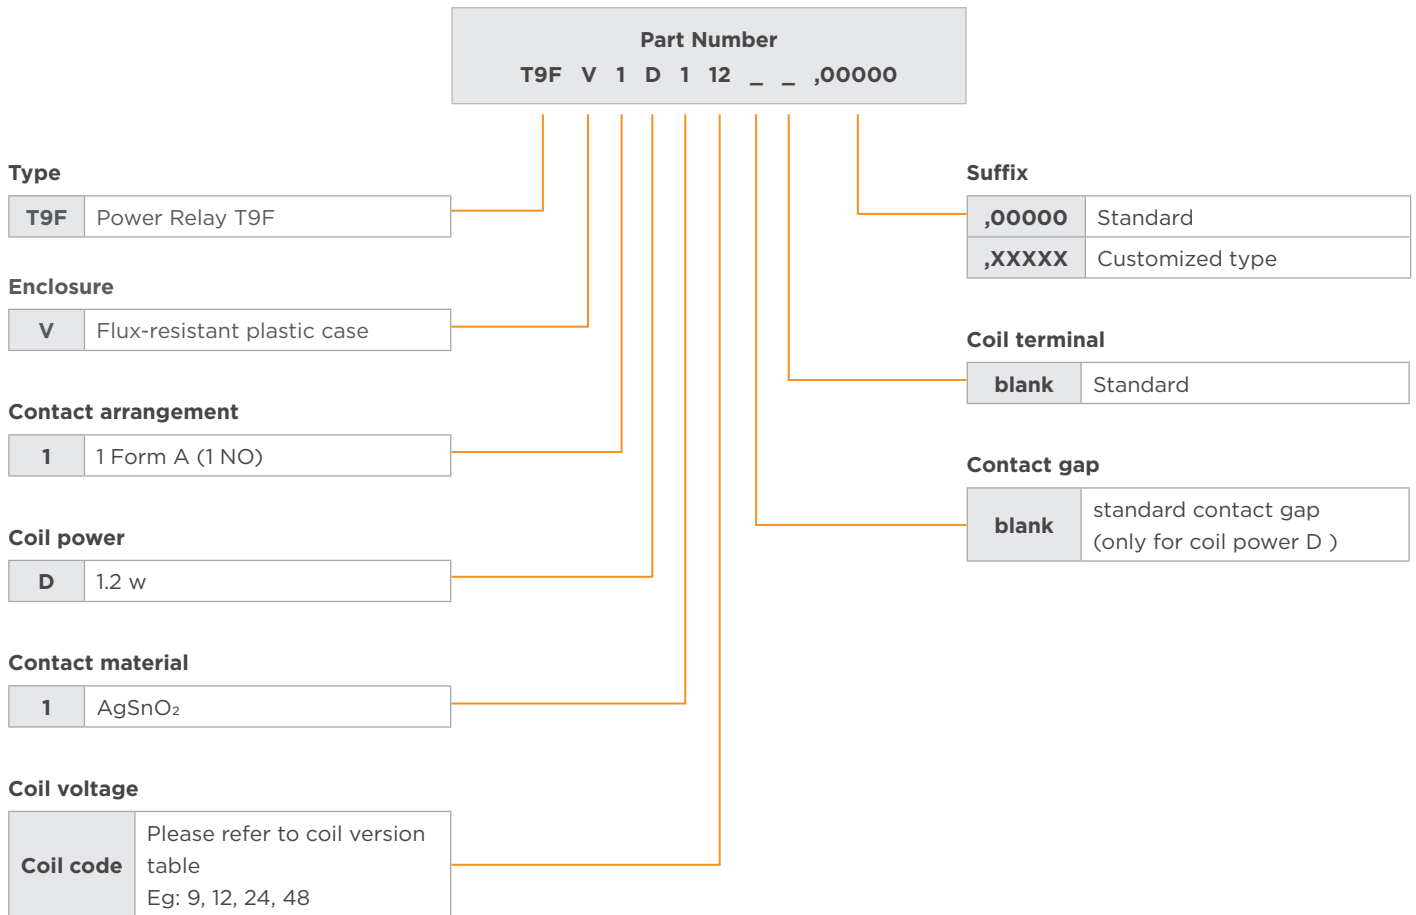 Part Number
T9F V 1 D 1 12 _ _ ,00000
Type
T9F Power Relay T9F
Enclosure
V Flux-resistant plastic case
Contact arrangement
1 1 Form A (1 NO)
Coil power
D 1.2 w
Contact material
1 AgSnO₂
Coil voltage
Coil code
Please refer to coil version
table
Eg: 9, 12, 24, 48
Suffix
,00000 Standard
,XXXXX Customized type
Coil terminal
blank Standard
Contact gap
blank
standard contact gap
(only for coil power D )